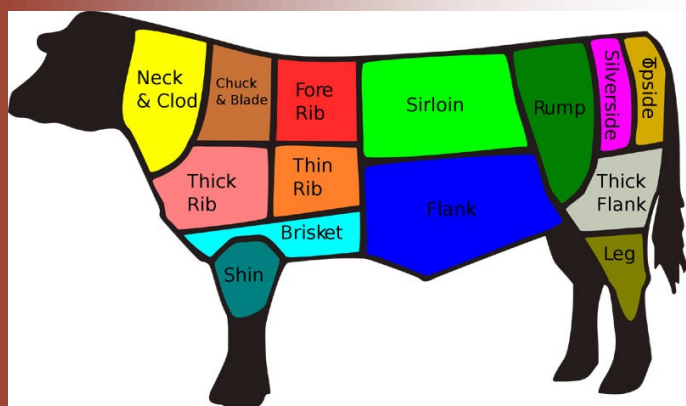 Neck
& Clod
Chuck
& Blade
Fore
Rib
Sirloin
Rump
Silverside
Topside
Thick
Rib
Thin
Rib
Flank
Thick
Flank
Brisket
Shin
Leg